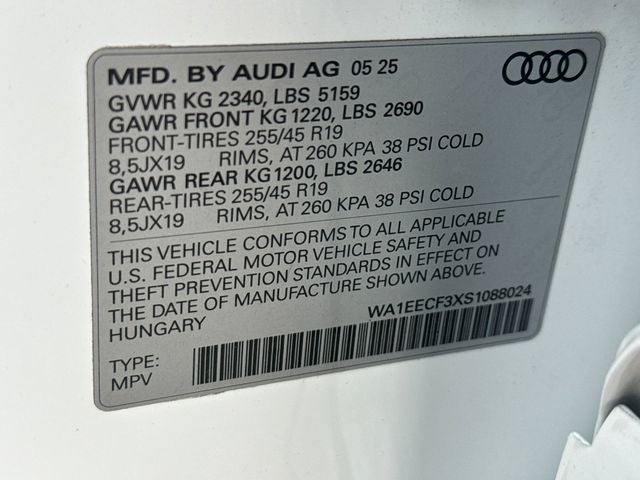 MFD. BY AUDI AG 05 25
GVWR KG 2340, LBS 5159
GAWR FRONT KG 1220, LBS 2690
FRONT-TIRES 255/45 R19
8,5JX19 RIMS, AT 260 KPA 38 PSI COLD
GAWR REAR KG 1200, LBS 2646
REAR-TIRES 255/45 R19
8,5JX19 RIMS, AT 260 KPA 38 PSI COLD
THIS VEHICLE CONFORMS TO ALL APPLICABLE
U.S. FEDERAL MOTOR VEHICLE SAFETY AND
THEFT PREVENTION STANDARDS IN EFFECT ON
THE DATE OF MANUFACTURE SHOWN ABOVE.
HUNGARY
WA1EECF3XS1088024
TYPE:
MPV